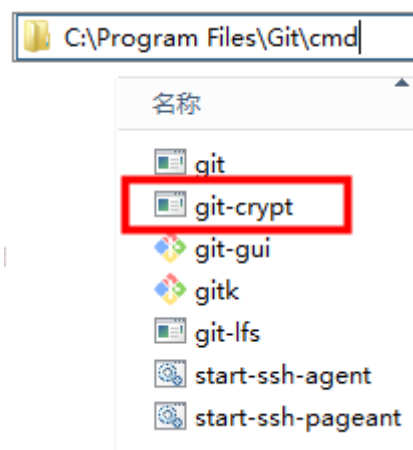 C:\Program Files\Git\cmd
名称
git
git-crypt
git-gui
gitk
git-lfs
start-ssh-agent
start-ssh-pageant